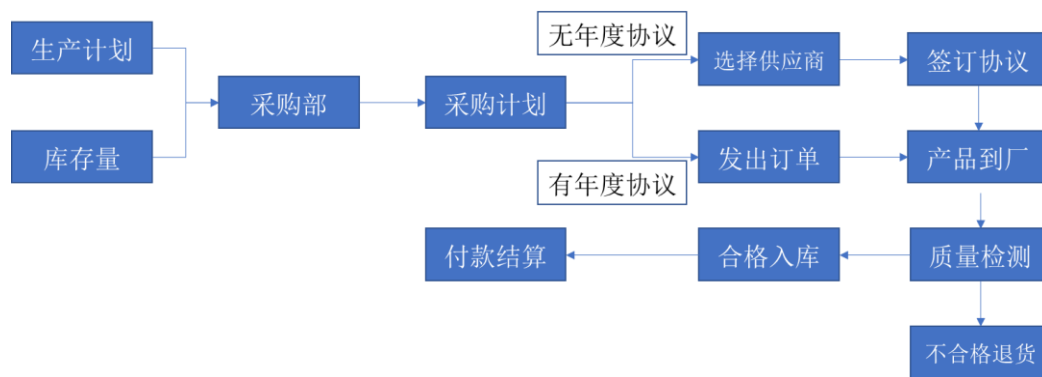 生产计划
无年度协议
选择供应商
签订协议
采购部
采购计划
库存量
发出订单
产品到厂
有年度协议
付款结算
合格入库
质量检测
不合格退货